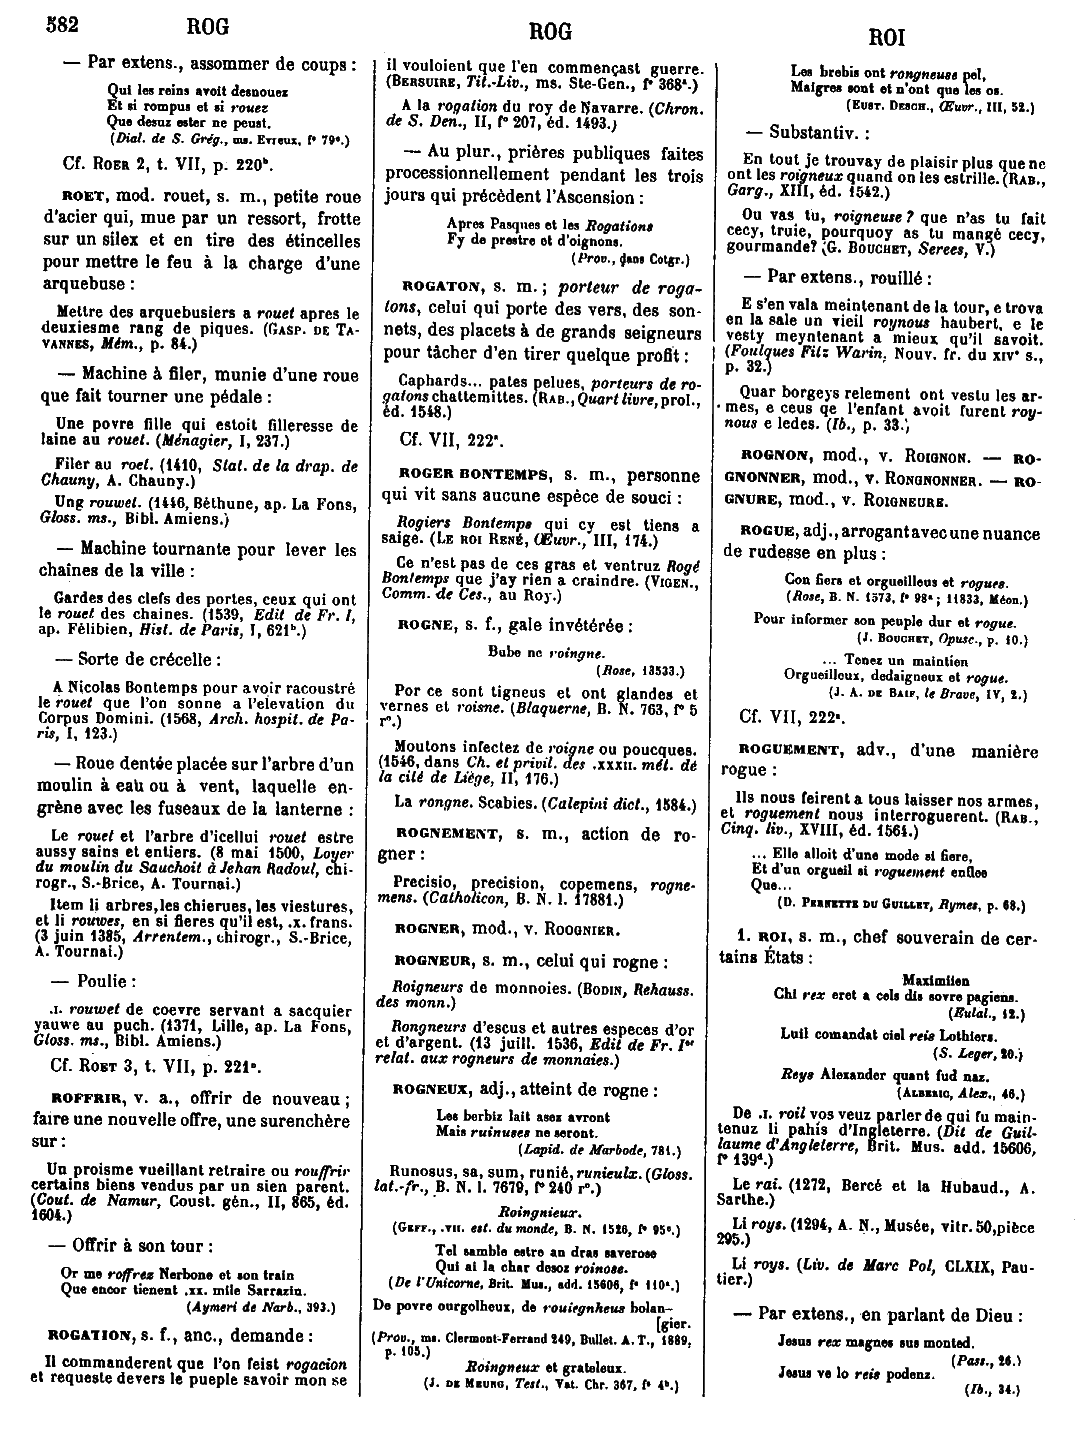 582 ROG
ROG
ROI
— Par extens., assommer de coups :
Qui les reins avoit desnouez
Et si rompus et si rouez
Que desuz ester ne peust.
(Dial. de S. Grég., ms. Evreux, f° 79ᵃ.)
Cf. ROER 2, t. VII, p. 220ᵇ.
ROET, mod. rouet, s. m., petite roue
d'acier qui, mue par un ressort, frotte
sur un silex et en tire des étincelles
pour mettre le feu à la charge d'une
arquebuse :
Mettre des arquebusiers a rouet apres le
deuxiesme rang de piques. (GASP. DE TA-
VANNES, Mém., p. 84.)
— Machine à filer, munie d'une roue
que fait tourner une pédale :
Une povre fille qui estoit filleresse de
laine au rouet. (Ménagier, I, 237.)
Filer au roet. (1410, Stat. de la drap. de
Chauny, A. Chauny.)
Ung rouwet. (1446, Béthune, ap. La Fons,
Gloss. ms., Bibl. Amiens.)
— Machine tournante pour lever les
chaines de la ville :
Gardes des clefs des portes, ceux qui ont
le rouet des chaines. (1539, Edit de Fr. I,
ap. Félibien, Hist. de Paris, I, 621ᵇ.)
— Sorte de crécelle :
A Nicolas Bontemps pour avoir racoustré
le rouet que l'on sonne a l'elevation du
Corpus Domini. (1568, Arch. hospit. de Pa-
ris, I, 123.)
— Roue dentée placée sur l'arbre d'un
moulin à eau ou à vent, laquelle en-
grène avec les fuseaux de la lanterne :
Le rouet et l'arbre d'icellui rouet estre
aussy sains et entiers. (8 mai 1500, Loyer
du moulin du Sauchoit à Jehan Radoul, chi-
rogr., S.-Brice, A. Tournai.)
Item li arbres, les chierues, les viestures,
et li rouwes, en si fieres qu'il est, .x. frans.
(3 juin 1385, Arrentem., chirogr., S.-Brice,
A. Tournai.)
— Poulie :
.I. rouwet de coevre servant a sacquier
yauwe au puch. (1371, Lille, ap. La Fons,
Gloss. ms., Bibl. Amiens.)
Cf. ROET 3, t. VII, p. 221ᵃ.
ROFFRIR, v. a., offrir de nouveau ;
faire une nouvelle offre, une surenchère
sur :
Un proisme vueillant retraire ou rouffrir
certains biens vendus par un sien parent.
(Cout. de Namur, Coust. gén., II, 865, éd.
1604.)
— Offrir à son tour :
Or me roffrez Nerbone et son train
Que encor tienent .xx. mile Sarrazin.
(Aymeri de Narb., 393.)
ROGATION, s. f., anc., demande :
Il commanderent que l'on feist rogacion
et requeste devers le pueple savoir mon se
il vouloient que l'en commençast guerre.
(BERSUIRE, Tit.-Liv., ms. Ste-Gen., f° 368ᵃ.)
A la rogation du roy de Navarre. (Chron.
de S. Den., II, f° 207, éd. 1493.)
— Au plur., prières publiques faites
processionnellement pendant les trois
jours qui précèdent l'Ascension :
Apres Pasques et les Rogations
Fy de prestre et d'oignons.
(Prov., dans Cotgr.)
ROGATON, s. m. ; porteur de roga-
tons, celui qui porte des vers, des son-
nets, des placets à de grands seigneurs
pour tâcher d'en tirer quelque profit :
Caphards... pates pelues, porteurs de ro-
gatons chattemittes. (RAB., Quart livre, prol.,
éd. 1548.)
Cf. VII, 222ᵃ.
ROGER BONTEMPS, s. m., personne
qui vit sans aucune espèce de souci :
Rogiers Bontemps qui cy est tiens a
saige. (LE ROI RENÉ, Œuvr., III, 174.)
Ce n'est pas de ces gras et ventruz Rogé
Bontemps que j'ay rien a craindre. (VIGEN.,
Comm. de Ces., au Roy.)
ROGNE, s. f., gale invétérée :
Bube ne roingne.
(Rose, 13533.)
Por ce sont tigneus et ont glandes et
vernes et roisne. (Blaquerne, B. N. 763, f° 5
r°.)
Moutons infectez de roigne ou poucques.
(1546, dans Ch. et privil. des .xxxii. mét. de
la cité de Liège, II, 176.)
La rongne. Scabies. (Calepini dict., 1584.)
ROGNEMENT, s. m., action de ro-
gner :
Precisio, precision, copemens, rogne-
mens. (Catholicon, B. N. l. 17881.)
ROGNER, mod., v. ROOGNIER.
ROGNEUR, s. m., celui qui rogne :
Roigneurs de monnoies. (BODIN, Rehauss.
des monn.)
Rongneurs d'escus et autres especes d'or
et d'argent. (13 juill. 1536, Edit de Fr. Iᵉʳ
relat. aux rogneurs de monnaies.)
ROGNEUX, adj., atteint de rogne :
Les berbiz lait asez avront
Mais ruinuses ne seront.
(Lapid. de Marbode, 781.)
Runosus, sa, sum, runié, runieulx. (Gloss.
lat.-fr., B. N. l. 7679, f° 240 r°.)
Roingnieux.
(GEFF., .VII. est. du monde, B. N. 1526, f° 95ᵃ.)
Tel samble estre an dras saverose
Qui ai la char desoz roinose.
(De l'Unicorne, Brit. Mus., add. 15606, f° 110ᵃ.)
De povre ourgolheux, de rouiegnheus bolan-
[gier.
(Prov., ms. Clermont-Ferrand 249, Bullet. A. T., 1889,
p. 105.)
Roingneux et grateleux.
(J. DE MEUNG, Test., Vat. Chr. 367, f° 4ᵇ.)
Les brebis ont rongneuse pel,
Maigres sont et n'ont que les os.
(EUST. DESCH., Œuvr., III, 52.)
— Substantiv. :
En tout je trouvay de plaisir plus que ne
ont les roigneux quand on les estrille. (RAB.,
Garg., XIII, éd. 1542.)
Ou vas tu, roigneuse ? que n'as tu fait
cecy, truie, pourquoy as tu mangé cecy,
gourmande? (G. BOUCHET, Serees, V.)
— Par extens., rouillé :
E s'en vala meintenant de la tour, e trova
en la sale un vieil roynous haubert, e le
vesty meyntenant a mieux qu'il savoit.
(Foulques Fitz Warin, Nouv. fr. du XIVᵉ s.,
p. 32.)
Quar borgeys relement ont vestu les ar-
mes, e ceus qe l'enfant avoit furent roy-
nous e ledes. (Ib., p. 33.)
ROGNON, mod., v. ROIGNON. — RO-
GNONNER, mod., v. RONGNONNER. — RO-
GNURE, mod., v. ROIGNEURE.
ROGUE, adj., arrogant avec une nuance
de rudesse en plus :
Con fiers et orgueilleus et rogues.
(Rose, B. N. 1573, f° 98ᵃ ; 11833, Méon.)
Pour informer son peuple dur et rogue.
(J. BOUCHET, Opusc., p. 10.)
... Tenez un maintien
Orgueilleux, dedaigneux et rogue.
(J. A. DE BAIF, le Brave, IV, 2.)
Cf. VII, 222ᵃ.
ROGUEMENT, adv., d'une manière
rogue :
Ils nous feirent a tous laisser nos armes,
et roguement nous interroguerent. (RAB.,
Cinq. liv., XVIII, éd. 1564.)
... Elle alloit d'une mode si fiere,
Et d'un orgueil si roguement enflee
Que...
(D. PERNETTE DU GUILLET, Rymes, p. 68.)
1. ROI, s. m., chef souverain de cer-
tains États :
Maximiien
Chi rex eret a cels dis sovre pagiens.
(Eulal., 12.)
Luil comandat ciel reis Lothiers.
(S. Leger, 20.)
Reys Alexander quant fud naz.
(ALBERIC, Alex., 46.)
De .I. roil vos veuz parler de qui fu main-
tenuz li pahis d'Ingleterre. (Dit de Guil-
laume d'Angleterre, Brit. Mus. add. 15606,
f° 139ᵈ.)
Le rai. (1272, Bercé et la Hubaud., A.
Sarthe.)
Li roys. (1294, A. N., Musée, vitr. 50, pièce
295.)
Li roys. (Liv. de Marc Pol, CLXIX, Pau-
tier.)
— Par extens., en parlant de Dieu :
Jesus rex magnes sus monted.
(Pass., 26.)
Jesus ve lo reis podenz.
(Ib., 34.)